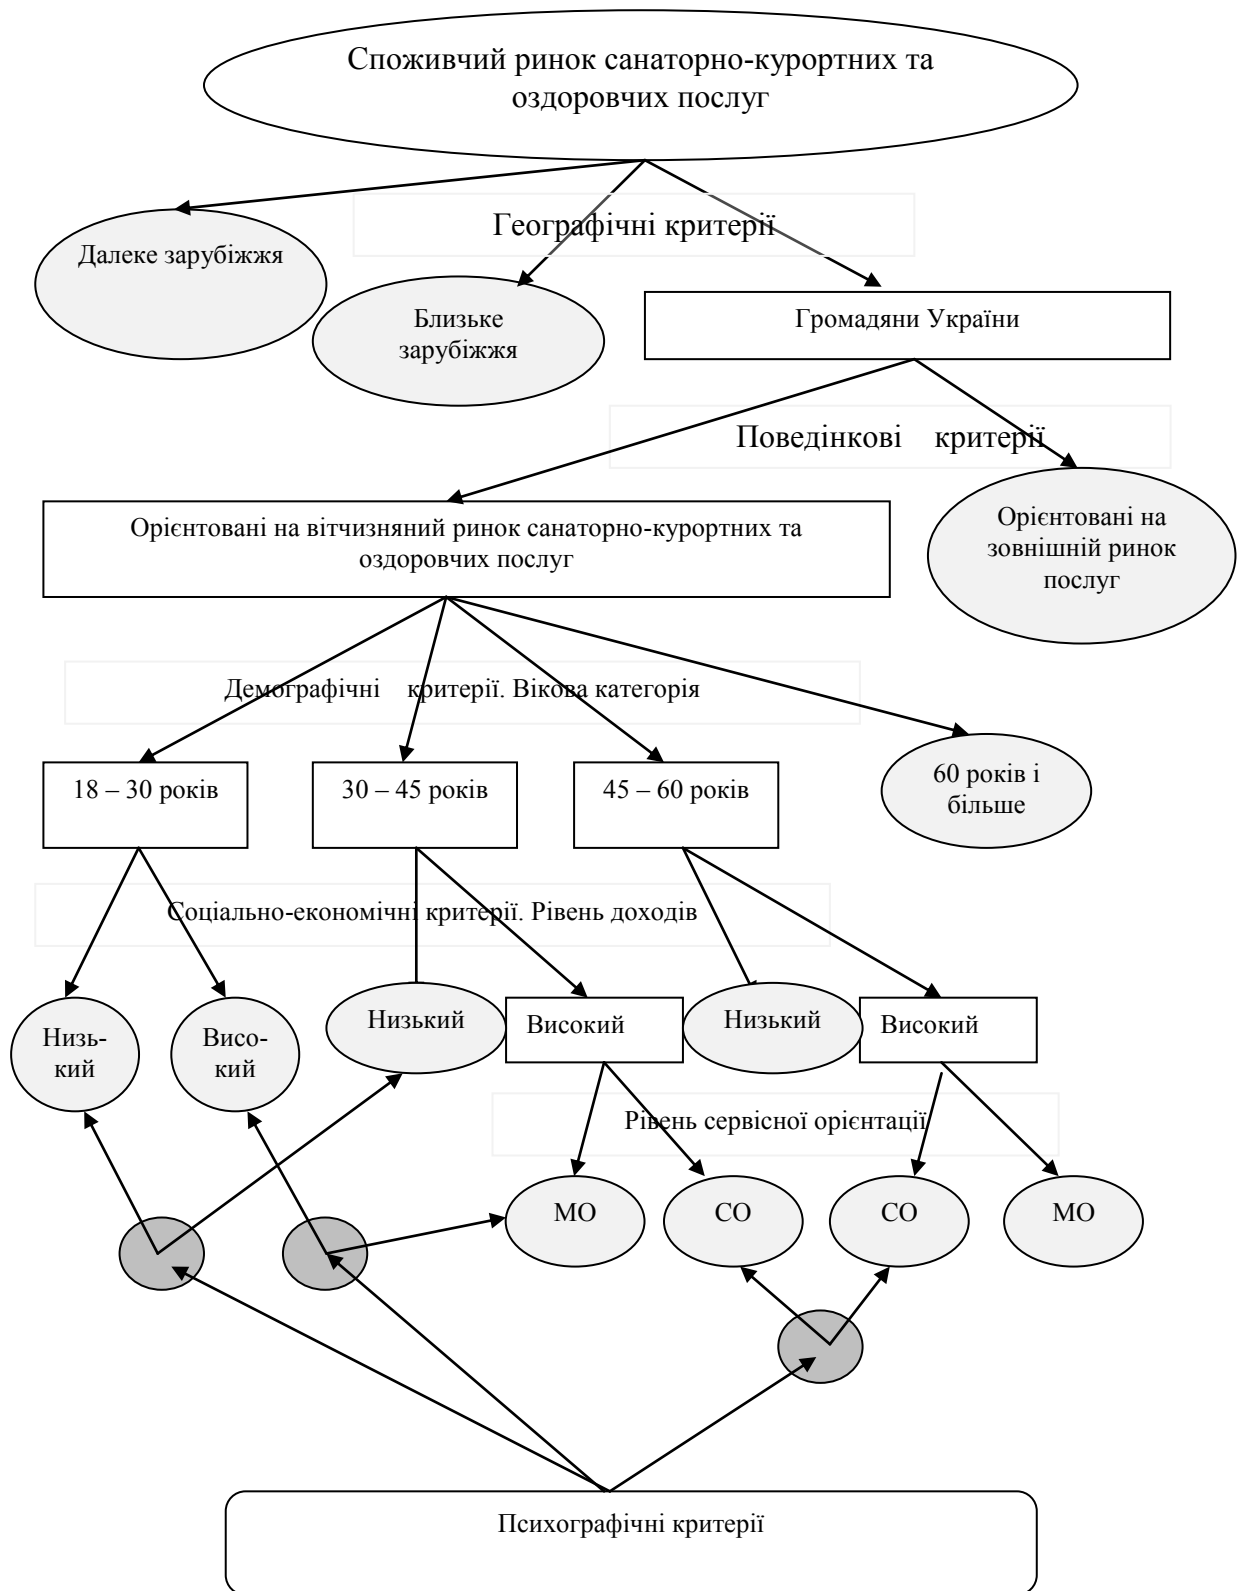 Споживчий ринок санаторно-курортних та
оздоровчих послуг
Географічні критерії
Далеке зарубіжжя
Близьке
зарубіжжя
Громадяни України
Поведінкові критерії
Орієнтовані на вітчизняний ринок санаторно-курортних та
оздоровчих послуг
Орієнтовані на
зовнішній ринок
послуг
Демографічні критерії. Вікова категорія
18 – 30 років
30 – 45 років
45 – 60 років
60 років і
більше
Соціально-економічні критерії. Рівень доходів
Низь-
кий
Висо-
кий
Низький
Високий
Низький
Високий
Рівень сервісної орієнтації
МО
СО
СО
МО
Психографічні критерії